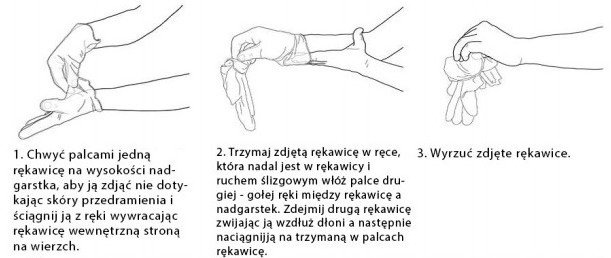 1. Chwyć palcami jedną
rękawicę na wysokości nad-
garstka, aby ją zdjąć nie doty-
kając skóry przedramienia i
ściągnij ją z ręki wywracając
rękawicę wewnętrzną stroną
na wierzch.
2. Trzymaj zdjętą rękawicę w ręce,
która nadal jest w rękawicy i
ruchem ślizgowym włóż palce dru-
giej - gołej ręki między rękawicę a
nadgarstek. Zdejmij drugą rękawicę
zwijając ją wzdłuż dłoni a następnie
naciągnijją na trzymaną w palcach
rękawicę.
3. Wyrzuć zdjęte rękawice.